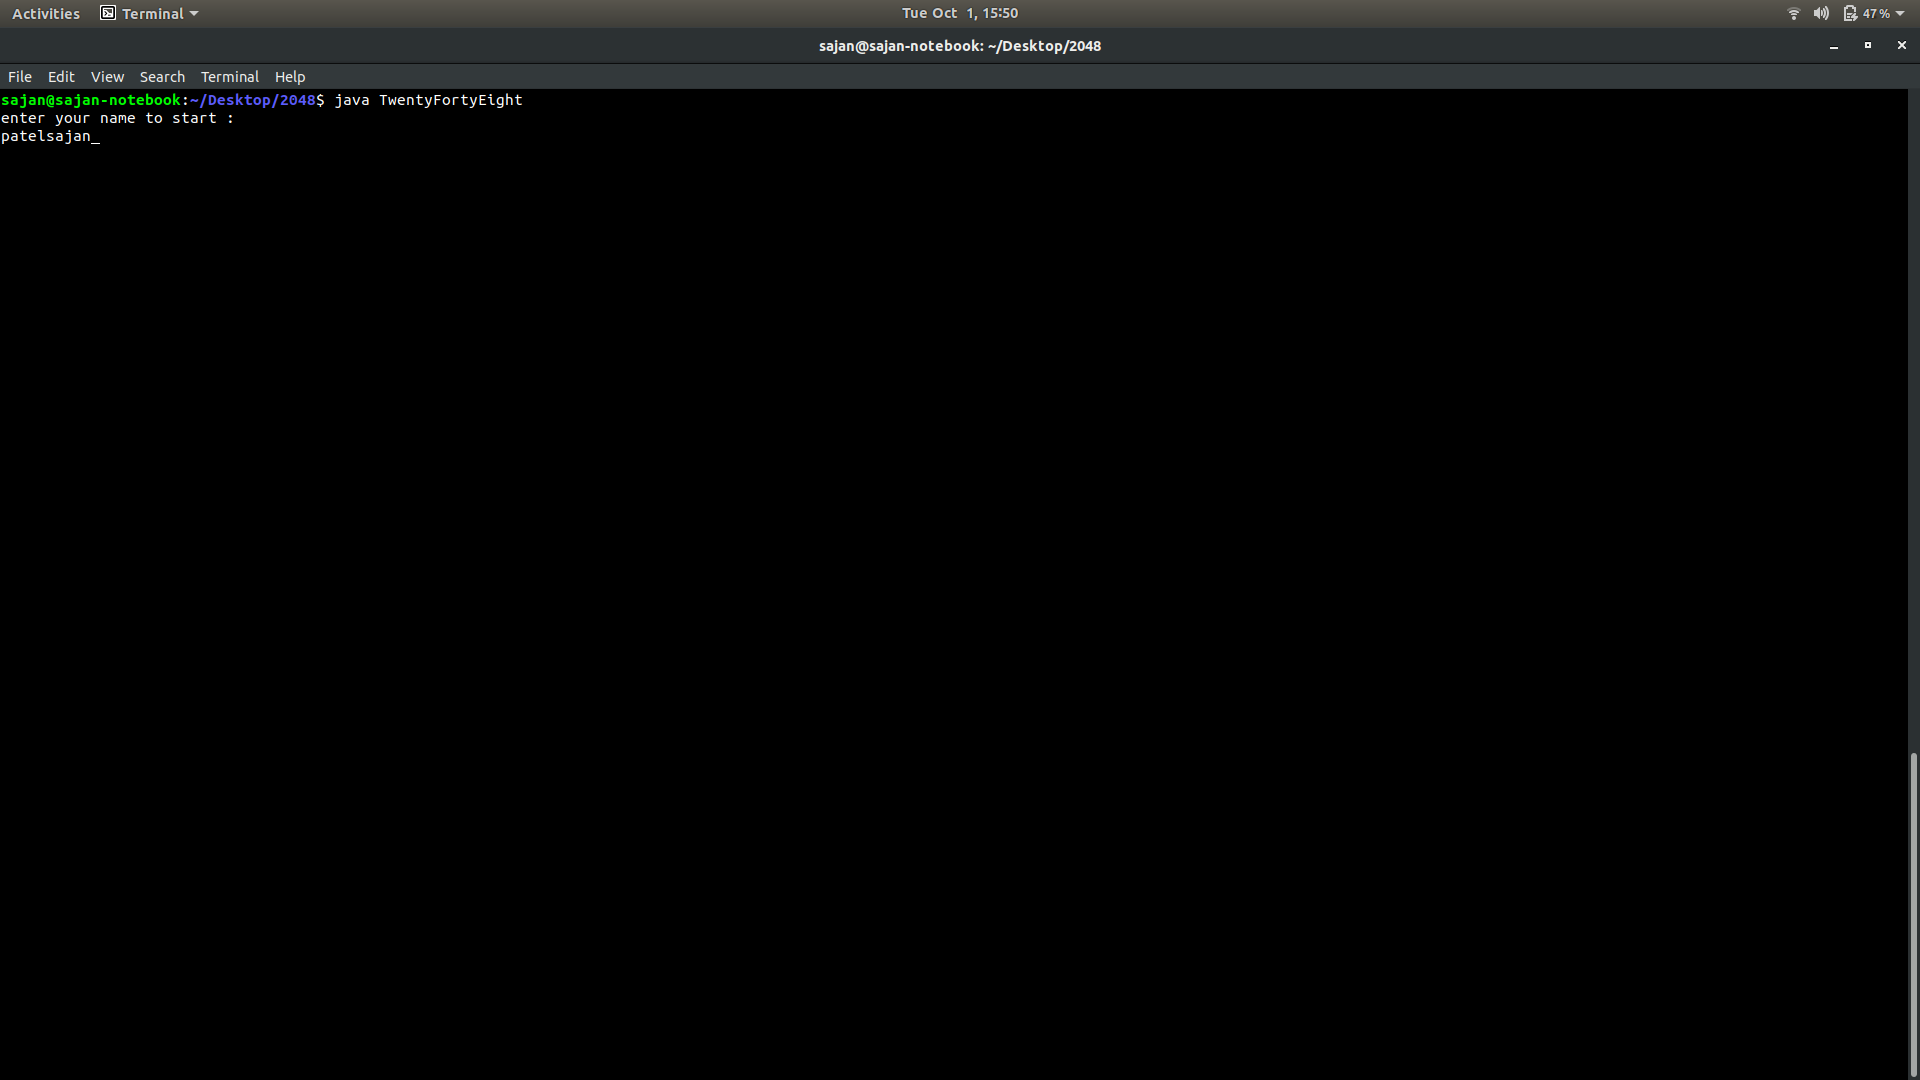 Activities Terminal Tue Oct 1, 15:50 47%
sajan@sajan-notebook: ~/Desktop/2048
File Edit View Search Terminal Help
sajan@sajan-notebook:~/Desktop/2048$ java TwentyFortyEight
enter your name to start :
patelsajan_